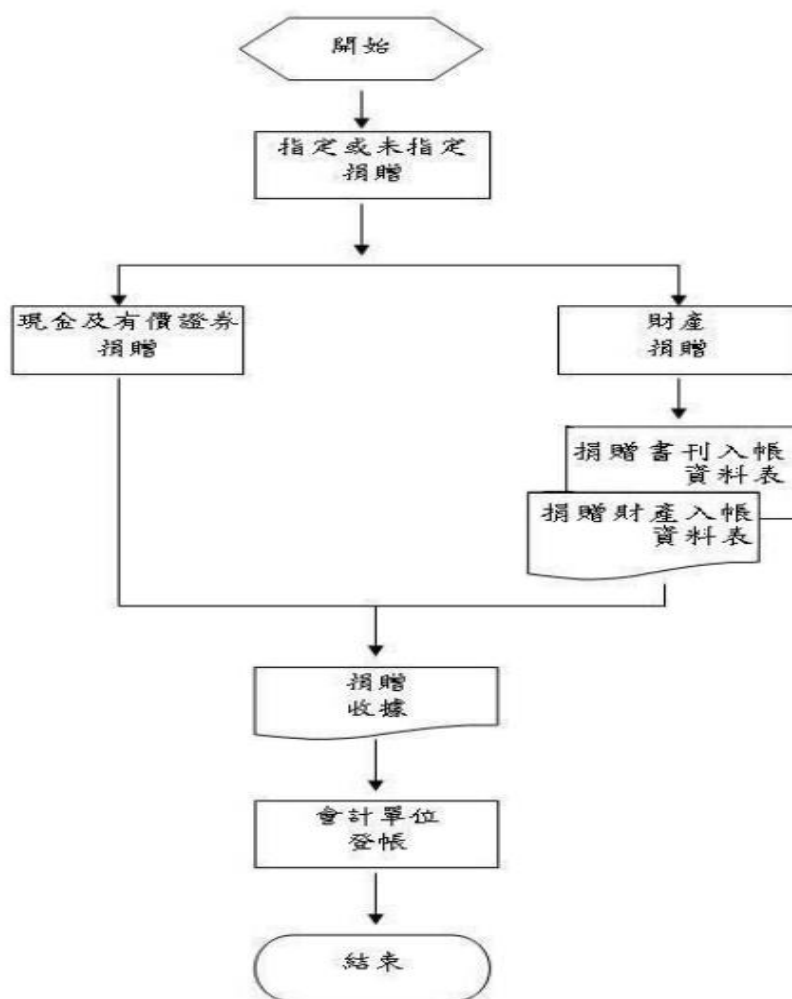 開始
指定或未指定
捐贈
現金及有價證券
捐贈
財產
捐贈
捐贈書刊入帳
資料表
捐贈財產入帳
資料表
捐贈
收據
會計單位
登帳
結束